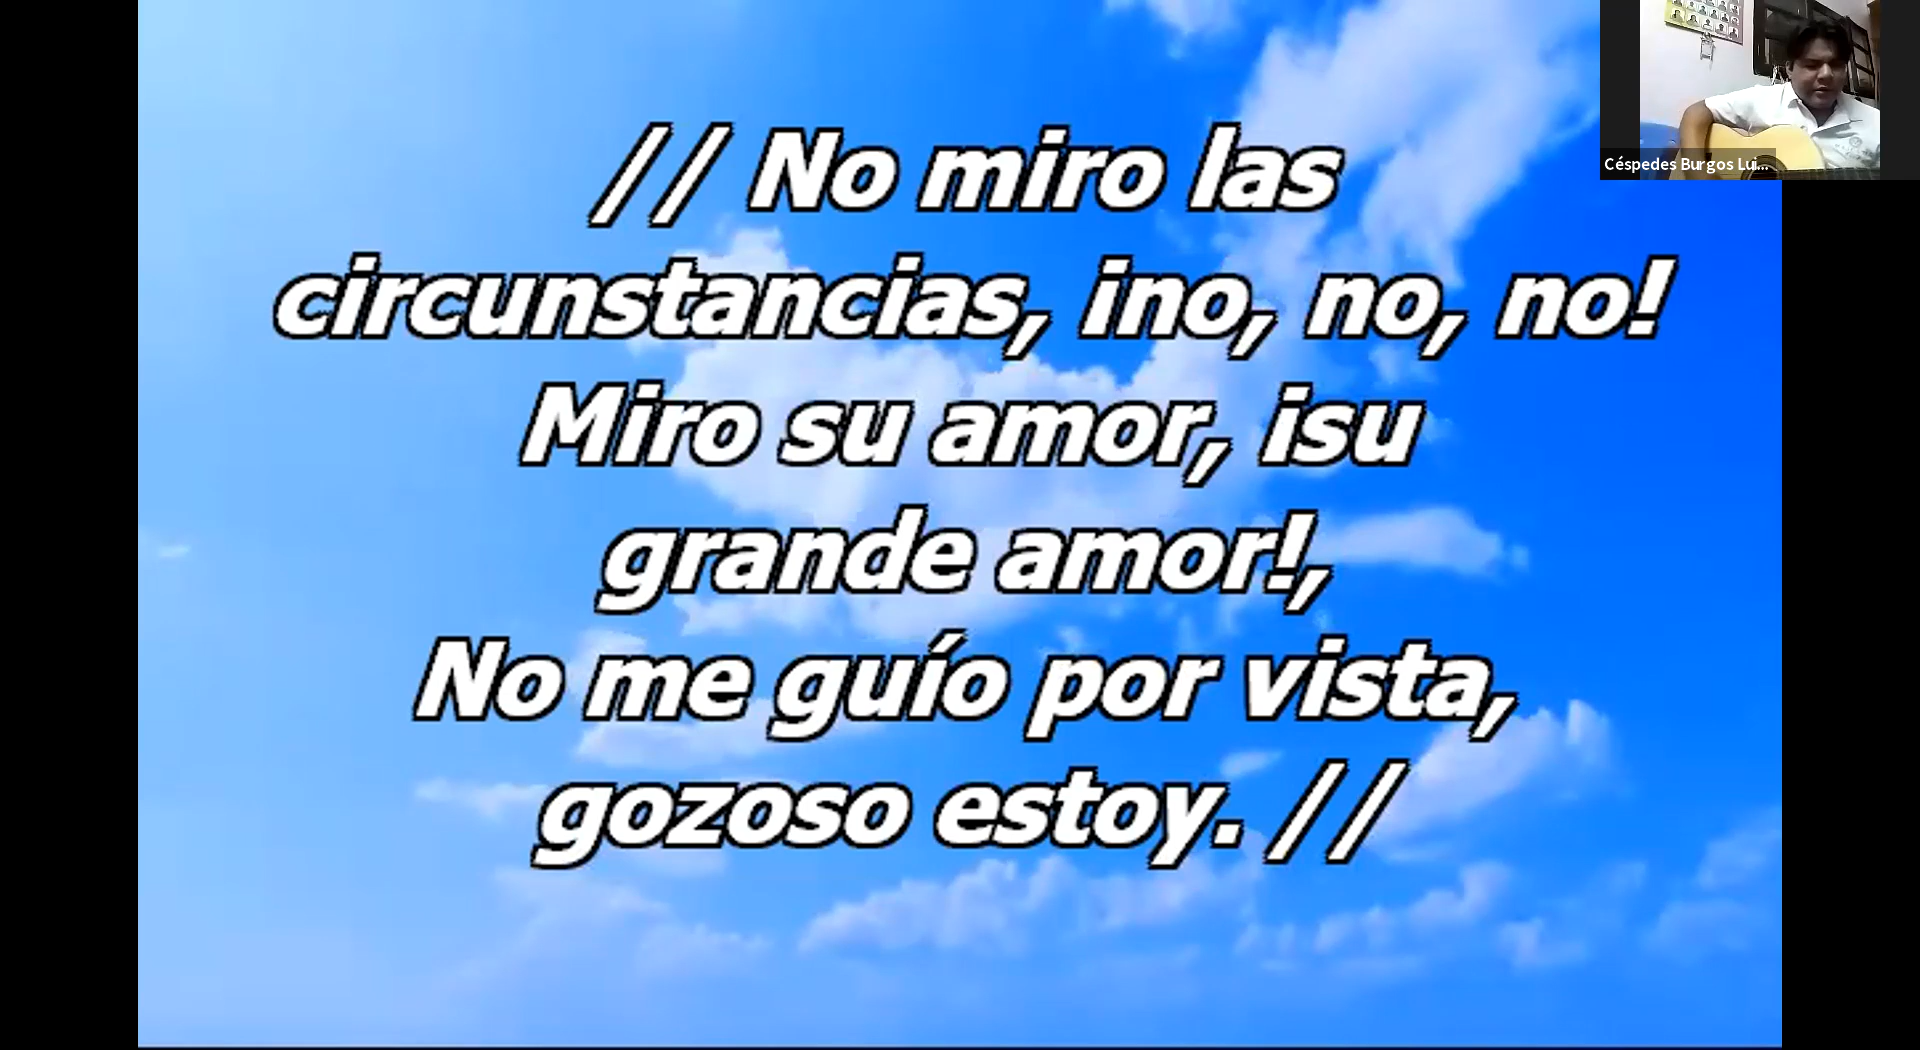 // No miro las
circunstancias, ¡no, no, no!
Miro su amor, ¡su
grande amor!,
No me guío por vista,
gozoso estoy. //
Céspedes Burgos Lui...